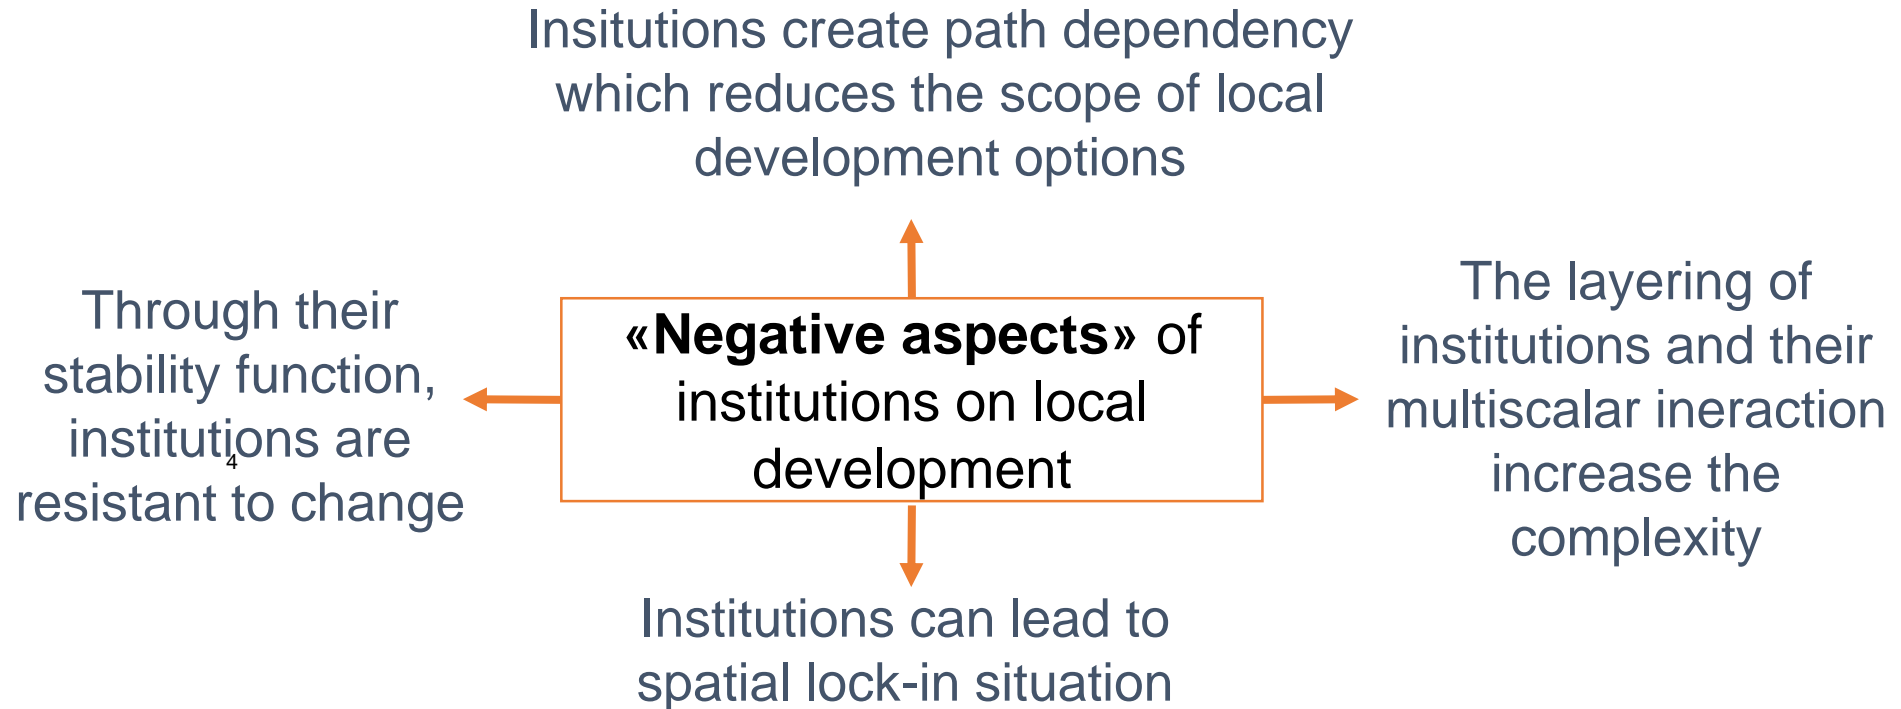 Insitutions create path dependency
which reduces the scope of local
development options
Through their
stability function,
institutions are
resistant to change
4
«Negative aspects» of
institutions on local
development
The layering of
institutions and their
multiscalar ineraction
increase the
complexity
Institutions can lead to
spatial lock-in situation